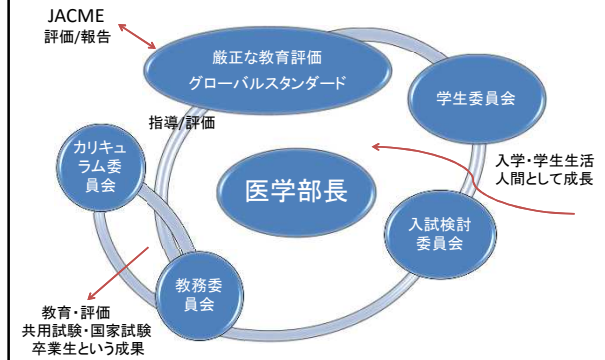 JACME
評価/報告
厳正な教育評価
グローバルスタンダード
学生委員会
指導/評価
カリキュ
ラム委
員会
医学部長
入学・学生生活
人間として成長
入試検討
委員会
教務委
員会
教育・評価
共用試験・国家試験
卒業生という成果